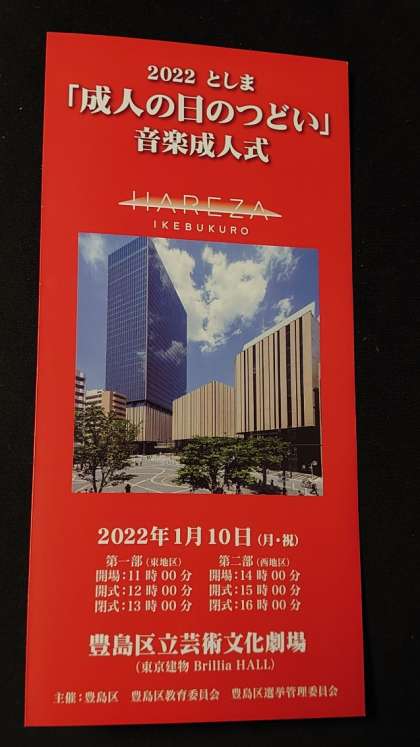 2022 としま
「成人の日のつどい」
音楽成人式
HAREZA
IKEBUKURO
2022年1月10日(月・祝)
第一部(東地区) 第二部(西地区)
開場:11時00分 開場:14時00分
開式:12時00分 開式:15時00分
閉式:13時00分 閉式:16時00分
豊島区立芸術文化劇場
(東京建物 Brillia HALL)
主催:豊島区 豊島区教育委員会 豊島区選挙管理委員会